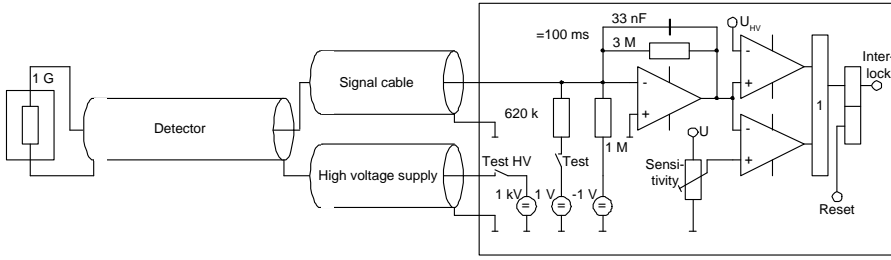 33 nF
=100 ms
3 M
U HV
1 G
Signal cable
Detector
620 k
1 M
Test
Test HV
High voltage supply
1 kV
1 V
-1 V
=
=
=
-
+
-
+
-
+
U
Sensi-
tivity
1
Inter-
lock
Reset